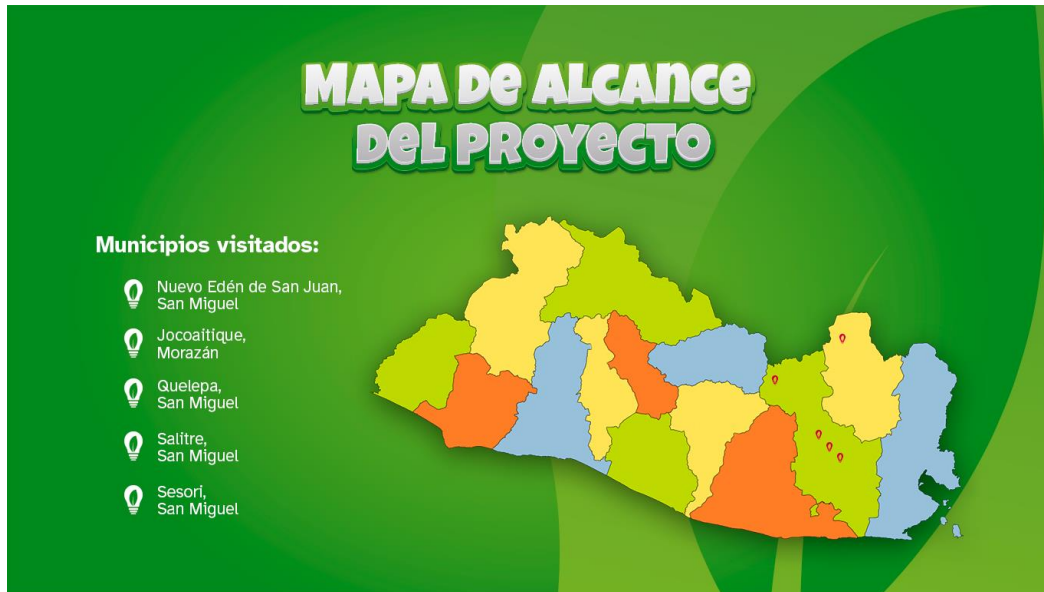 MAPA DE ALCANCE
DEL PROYECTO
Municipios visitados:
Nuevo Edén de San Juan,
San Miguel
Jocoaitique,
Morazán
Quelepa,
San Miguel
Salitre,
San Miguel
Sesori,
San Miguel